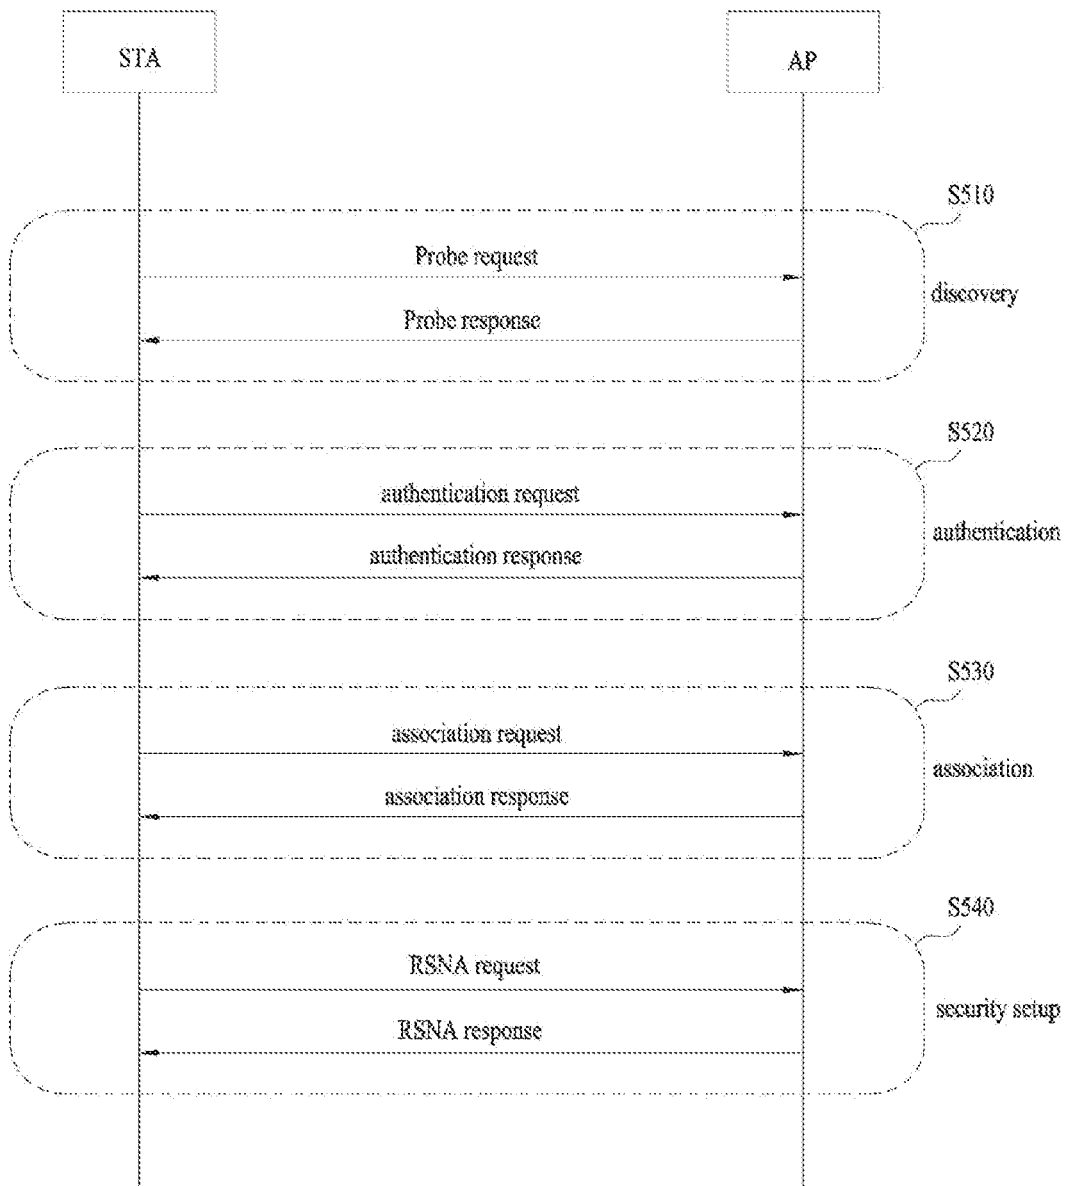 STA
AP
S510
Probe request
discovery
Probe response
S520
authentication request
authentication
authentication response
S530
association request
association
association response
S540
RSNA request
security setup
RSNA response